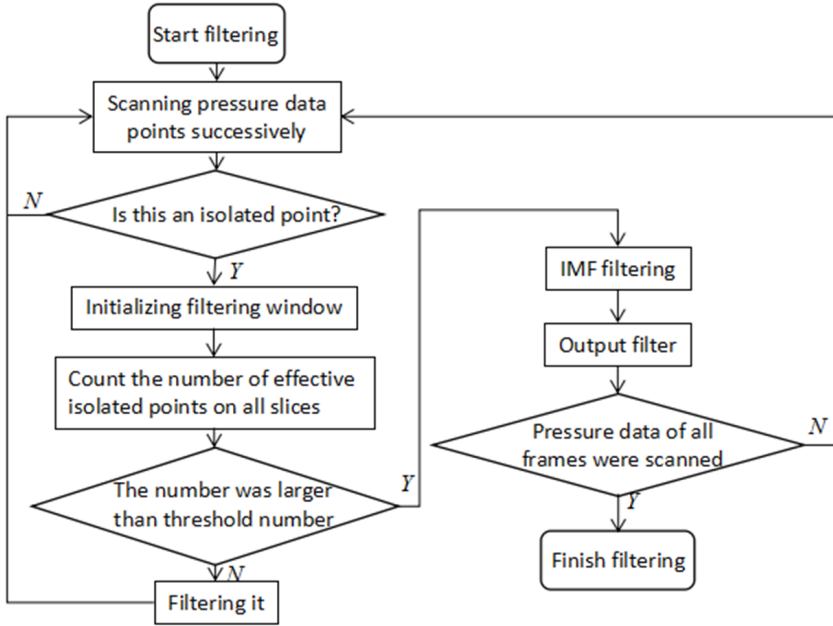 Start filtering
Scanning pressure data
points successively
N
Is this an isolated point?
Y
Initializing filtering window
Count the number of effective
isolated points on all slices
The number was larger
than threshold number
Y
N
Filtering it
IMF filtering
Output filter
Pressure data of all
frames were scanned
N
Y
Finish filtering